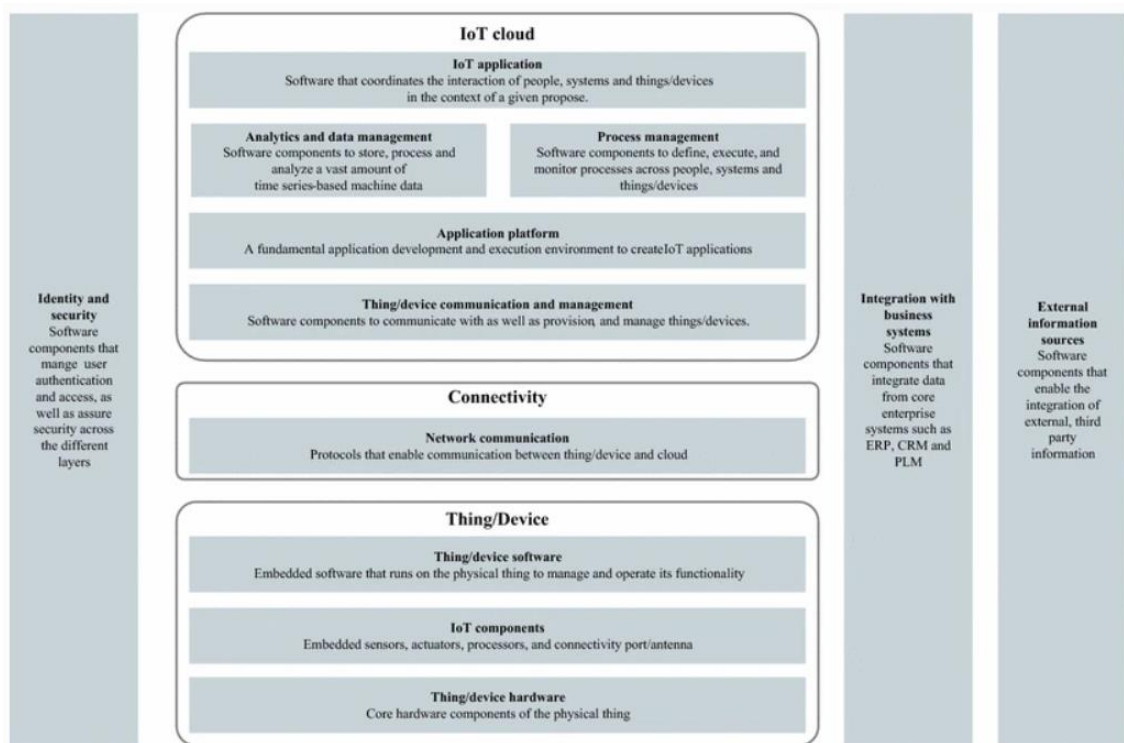 Identity and
security
Software
components that
mange user
authentication
and access, as
well as assure
security across
the different
layers
IoT cloud
IoT application
Software that coordinates the interaction of people, systems and things/devices
in the context of a given propose.
Analytics and data management
Software components to store, process and
analyze a vast amount of
time series-based machine data
Process management
Software components to define, execute, and
monitor processes across people, systems and
things/devices
Application platform
A fundamental application development and execution environment to createIoT applications
Thing/device communication and management
Software components to communicate with as well as provision, and manage things/devices.
Connectivity
Network communication
Protocols that enable communication between thing/device and cloud
Thing/Device
Thing/device software
Embedded software that runs on the physical thing to manage and operate its functionality
IoT components
Embedded sensors, actuators, processors, and connectivity port/antenna
Thing/device hardware
Core hardware components of the physical thing
Integration with
business
systems
Software
components that
integrate data
from core
enterprise
systems such as
ERP, CRM and
PLM
External
information
sources
Software
components that
enable the
integration of
external, third
party
information